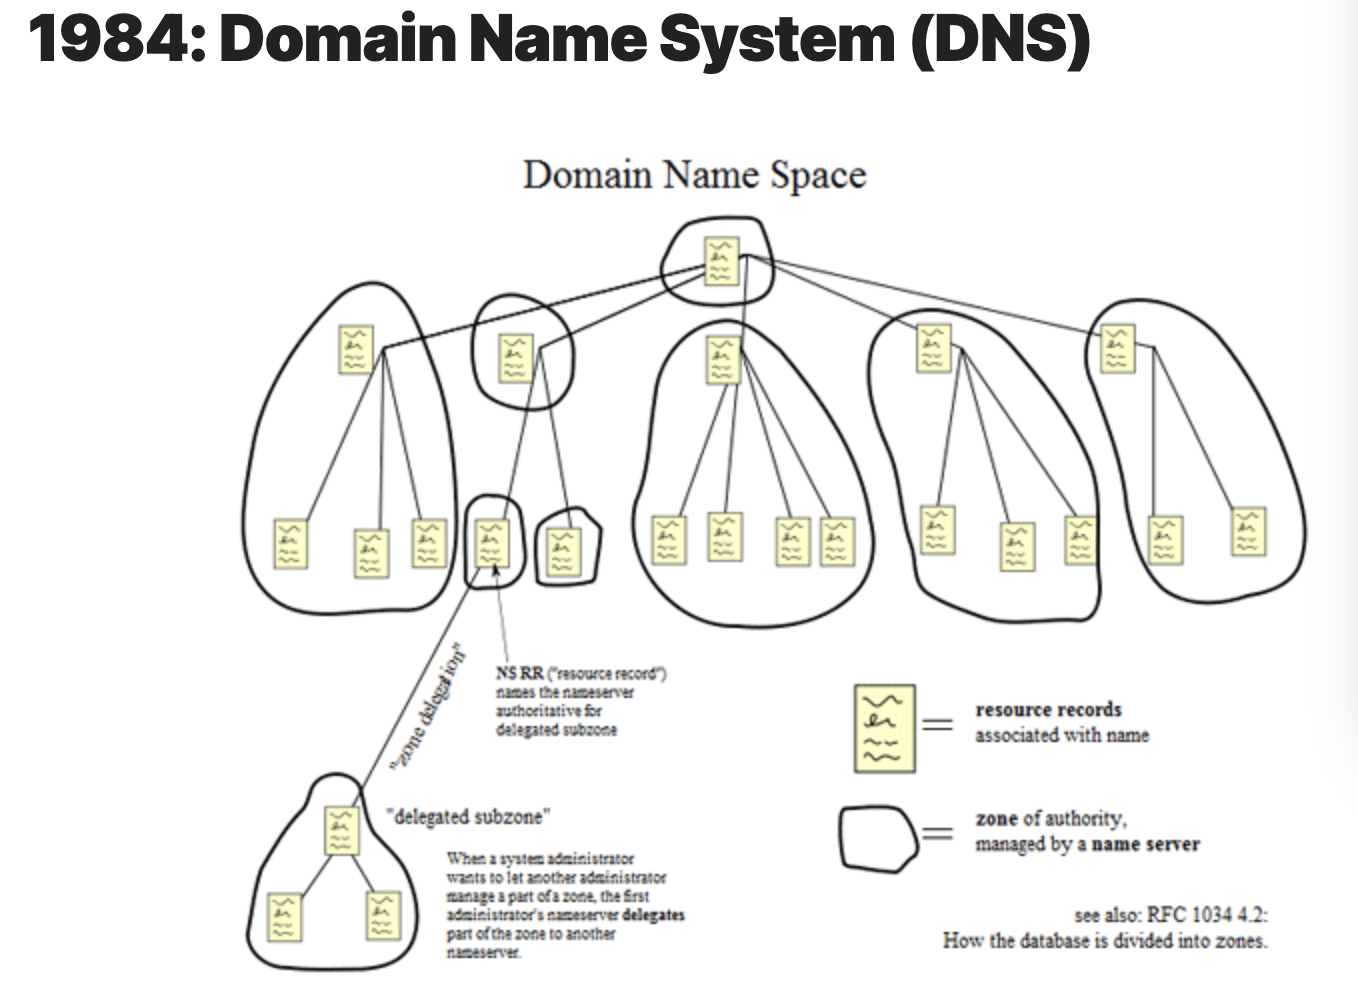 1984: Domain Name System (DNS)
Domain Name Space
"zone delegation"
NS RR ("resource record")
names the nameserver
authoritative for
delegated subzone
resource records
associated with name
"delegated subzone"
zone of authority,
managed by a name server
When a system administrator
wants to let another administrator
manage a part of a zone, the first
administrator's nameserver delegates
part of the zone to another
nameserver.
see also: RFC 1034 4.2:
How the database is divided into zones.